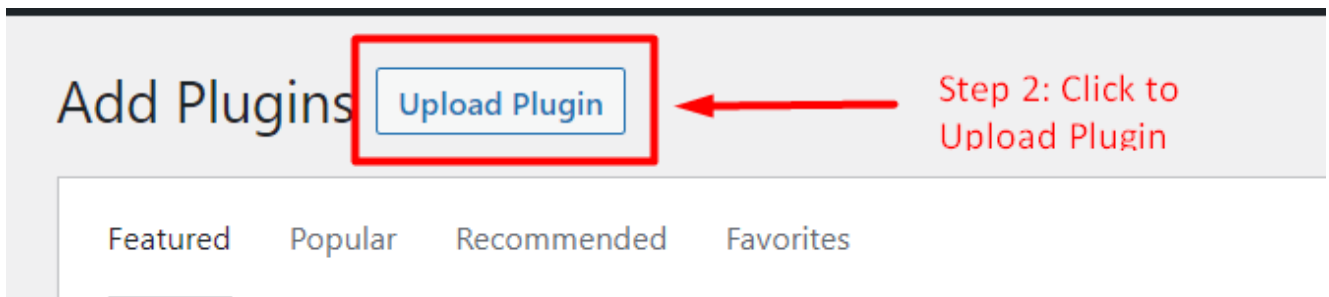 Add Plugins
Upload Plugin
Step 2: Click to
Upload Plugin
Featured Popular Recommended Favorites